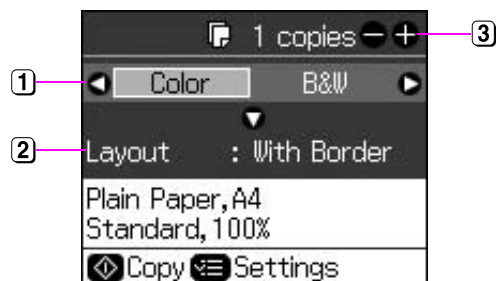 1 copies - +
3
1
Color B&W
2
Layout : With Border
Plain Paper, A4
Standard, 100%
Copy Settings